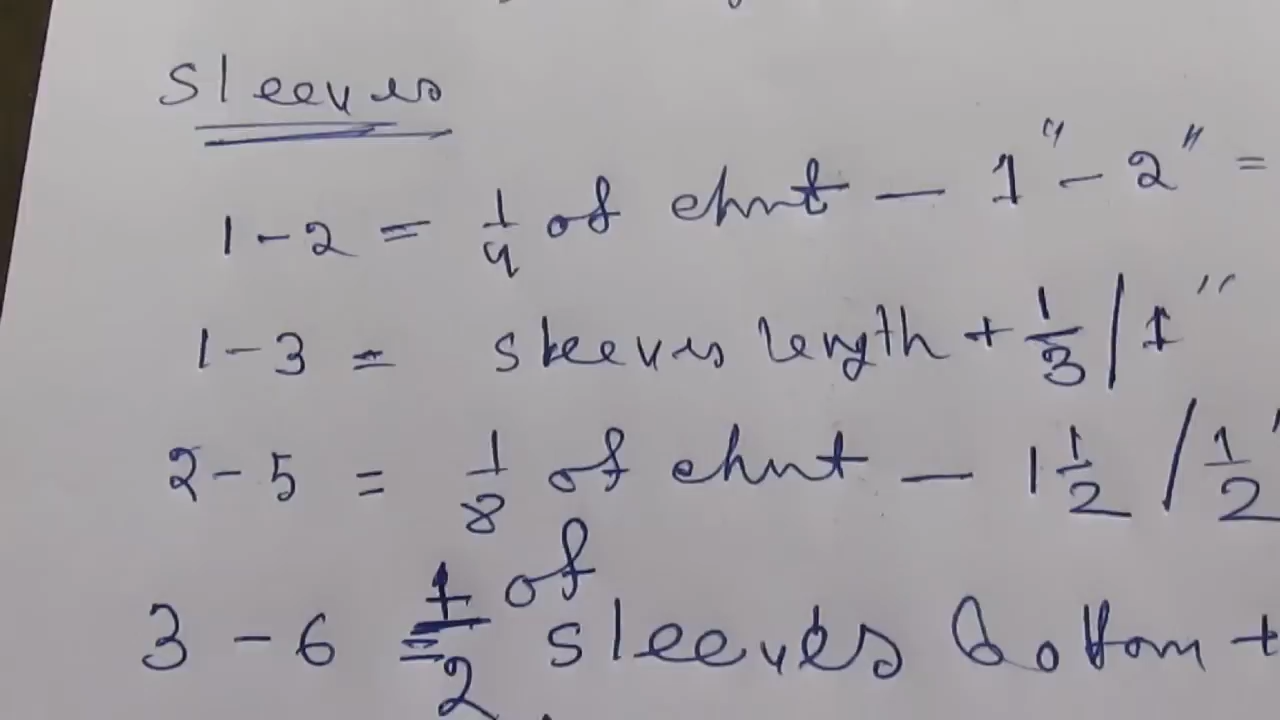 Sleeves
1 - 2 = 1/4 of chest - 1" - 2" =
1 - 3 = sleeves length + 1/3 / 1"
2 - 5 = 1/8 of chest - 1 1/2 / 1/2"
3 - 6 = 1/2 of sleeves bottom +